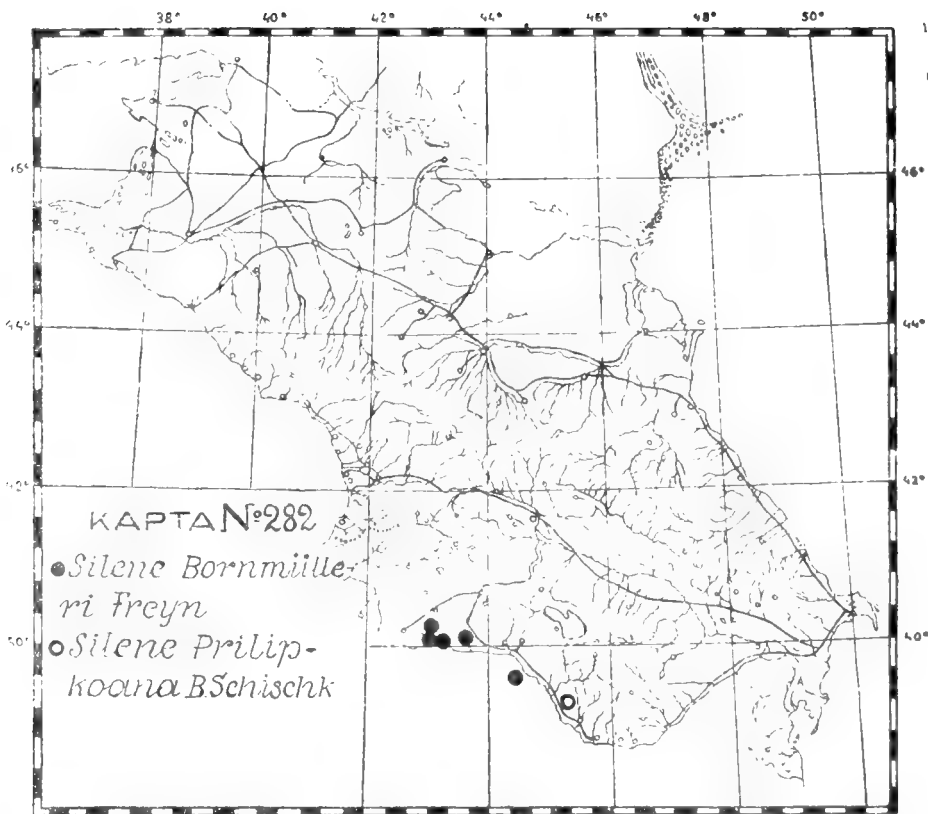 38° 40° 42° 44° 46° 48° 50°
46° 46°
44° 44°
42° 42°
КАРТА №282
Silene Bornmülle-
ri Freyn
40° 40°
Silene Prilip-
koana B.Schischk